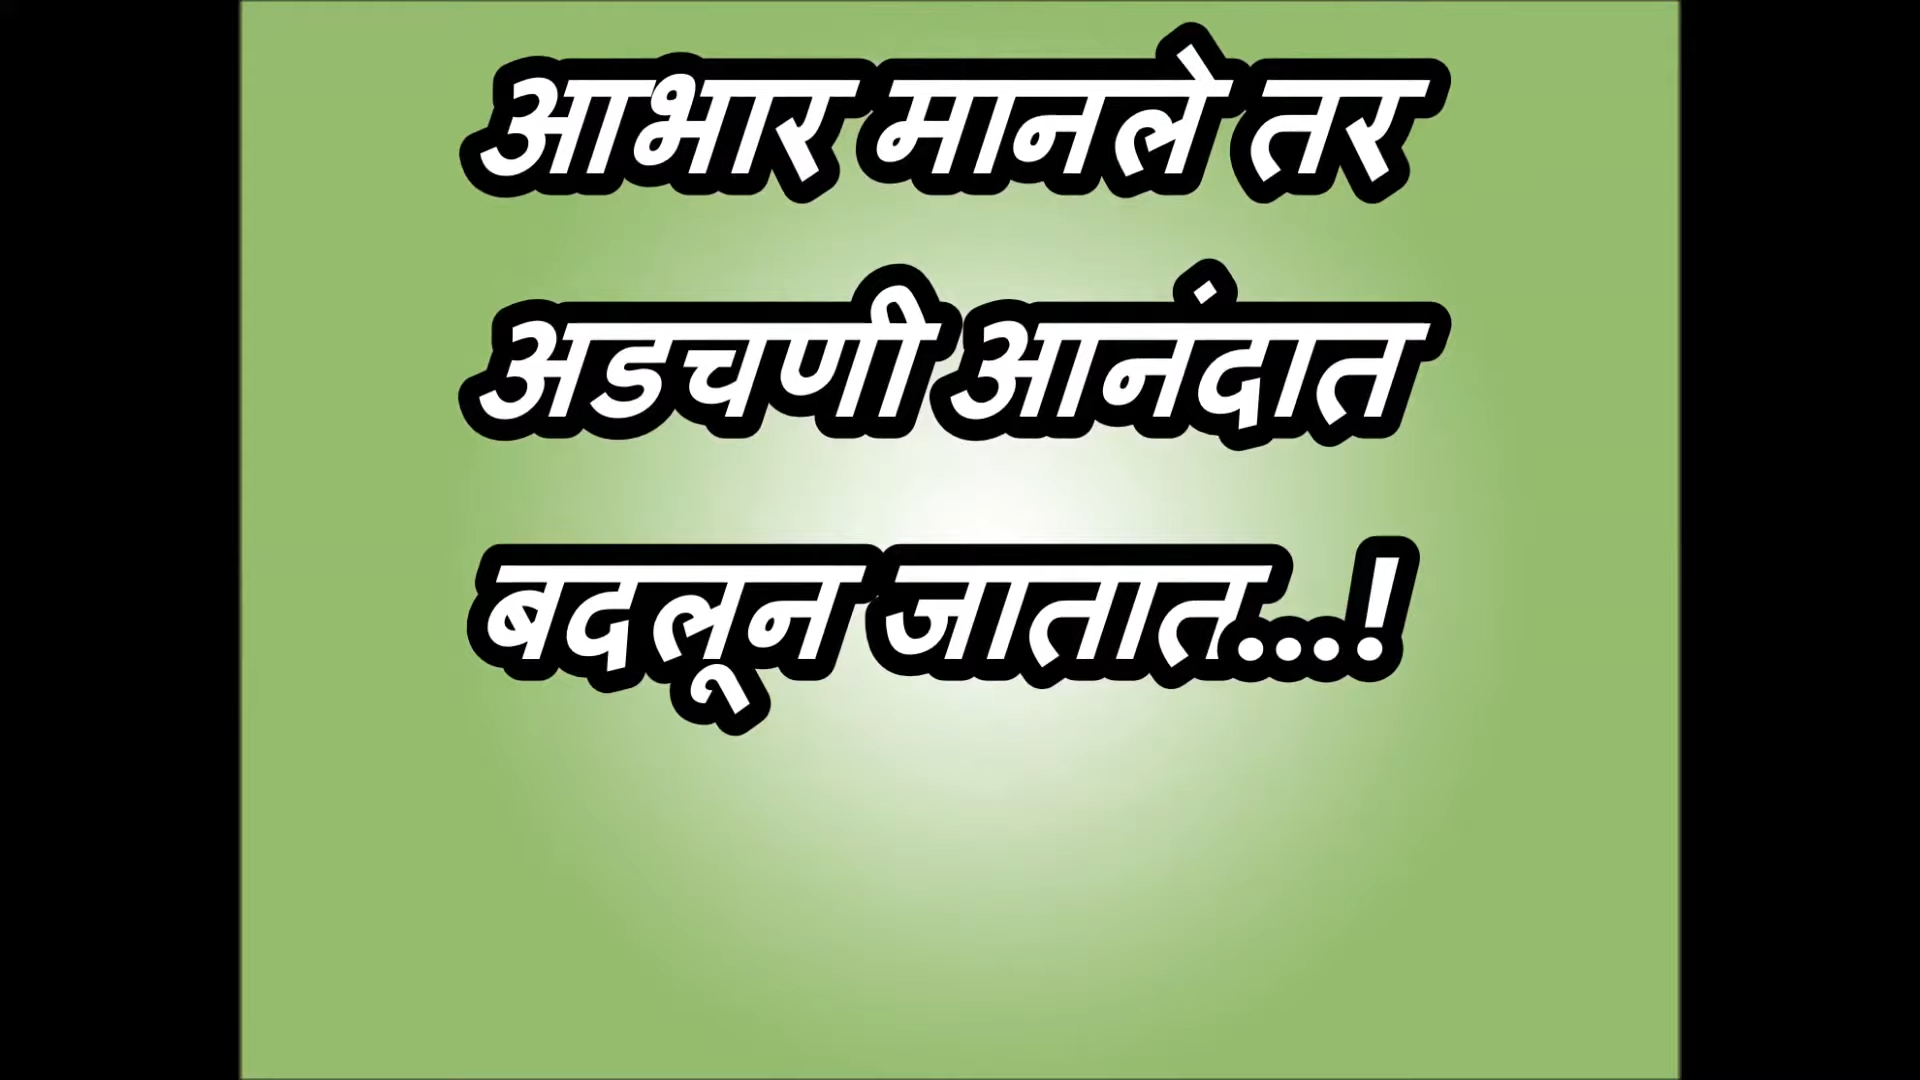 आभार मानले तर
अडचणी आनंदात
बदलून जातात...!